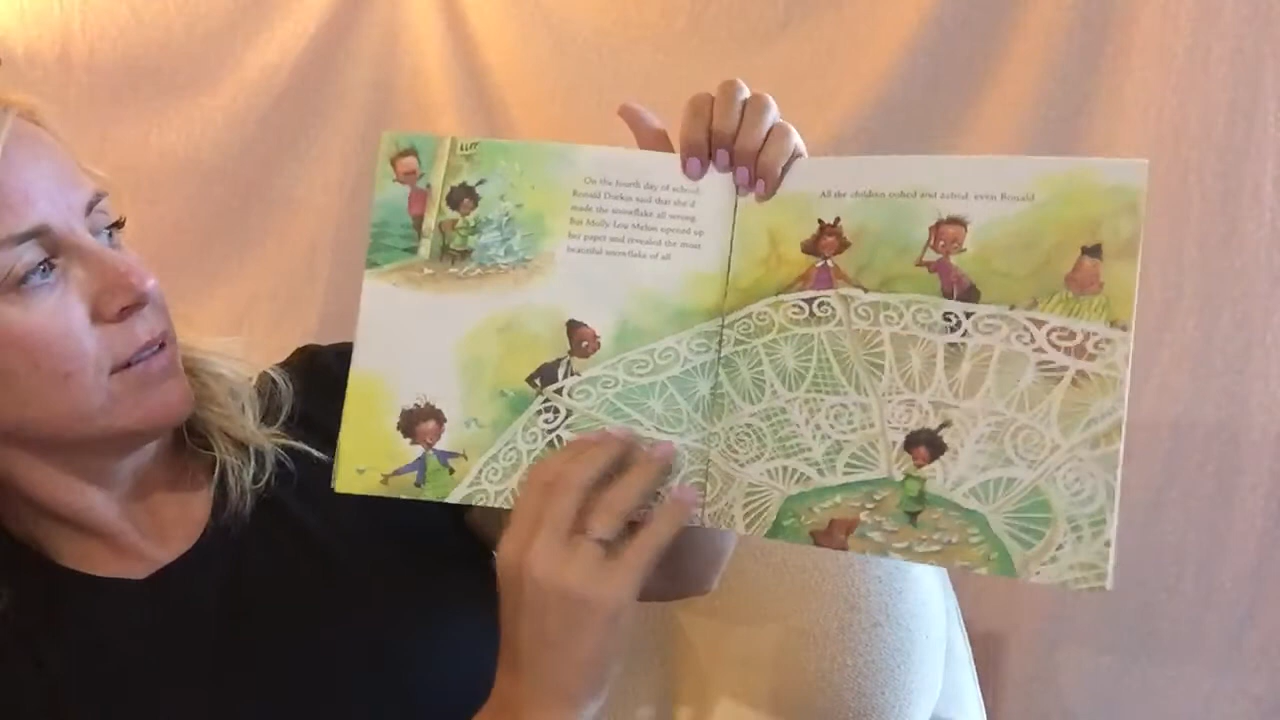 On the fourth day of school,
Ronald Durkin said that she'd
made the snowflake all wrong.
But Molly Lou Melon opened up
her paper and revealed the most
beautiful snowflake of all.
All the children oohed and aahed, even Ronald.